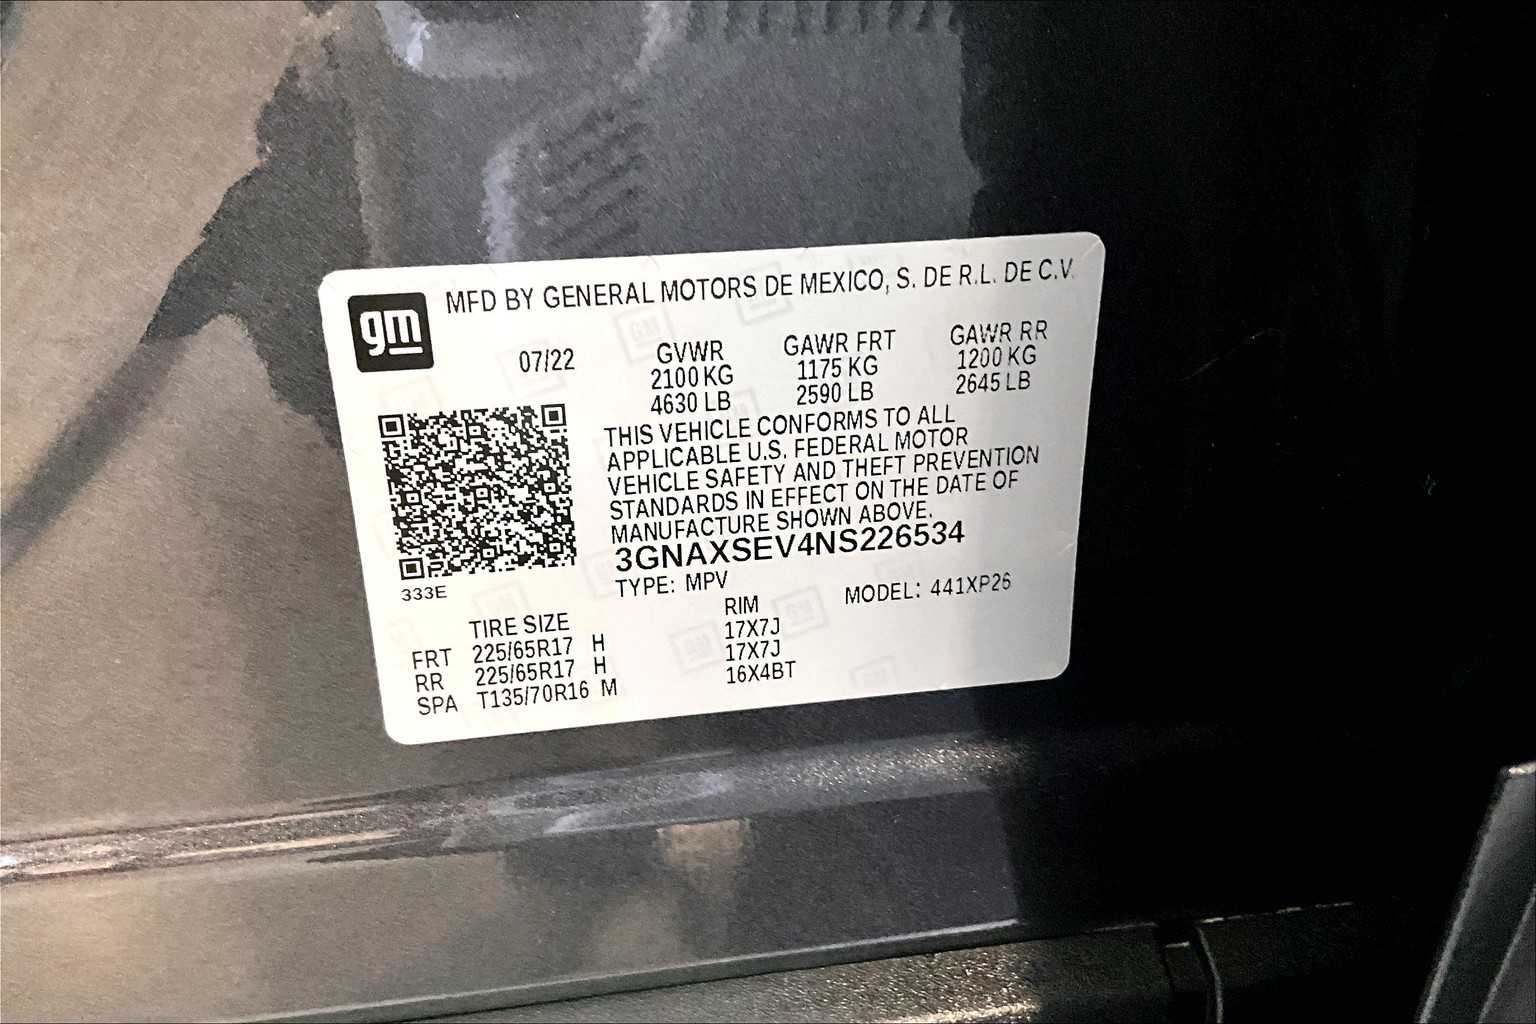 gm
MFD BY GENERAL MOTORS DE MEXICO, S. DE R.L. DE C.V.
07/22
GVWR GAWR FRT GAWR RR
2100 KG 1175 KG 1200 KG
4630 LB 2590 LB 2645 LB
THIS VEHICLE CONFORMS TO ALL
APPLICABLE U.S. FEDERAL MOTOR
VEHICLE SAFETY AND THEFT PREVENTION
STANDARDS IN EFFECT ON THE DATE OF
MANUFACTURE SHOWN ABOVE.
3GNAXSEV4NS226534
TYPE: MPV MODEL: 441XP26
333E
TIRE SIZE RIM
FRT 225/65R17 H 17X7J
RR 225/65R17 H 17X7J
SPA T135/70R16 M 16X4BT